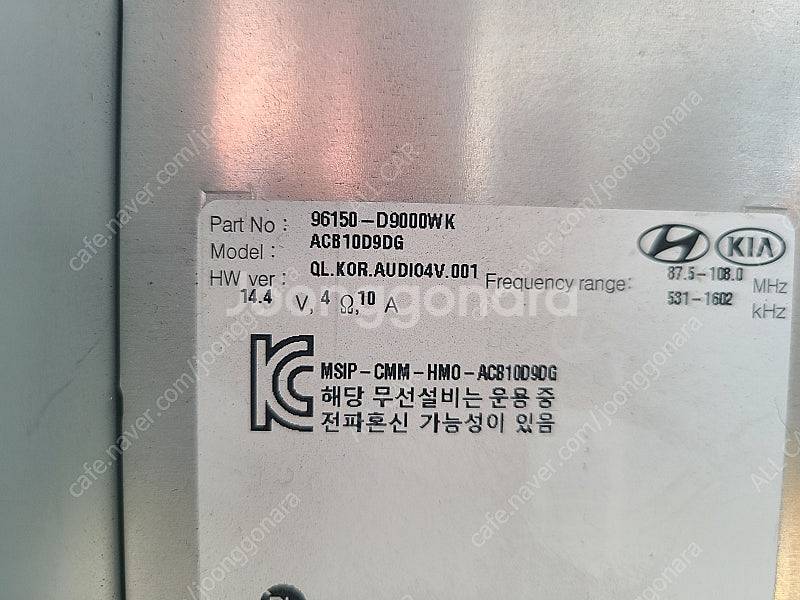 Part No : 96150-D9000WK
Model : ACB10D9DG
HW ver : QL.KOR.AUDIO4V.001
14.4 V, 4 Ω, 10 A
KIA
Frequency range: 87.5-108.0 MHz
531-1602 kHz
MSIP-CMM-HMO-ACB10D9DG
해당 무선설비는 운용 중
전파혼신 가능성이 있음
Joonggonara
cafe.naver.com/joonggonara
ALL CAR